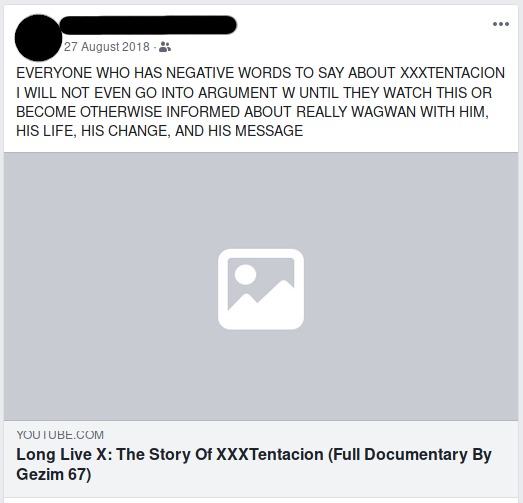 27 August 2018 ·
EVERYONE WHO HAS NEGATIVE WORDS TO SAY ABOUT XXXTENTACION
I WILL NOT EVEN GO INTO ARGUMENT W UNTIL THEY WATCH THIS OR
BECOME OTHERWISE INFORMED ABOUT REALLY WAGWAN WITH HIM,
HIS LIFE, HIS CHANGE, AND HIS MESSAGE
YOUTUBE.COM
Long Live X: The Story Of XXXTentacion (Full Documentary By
Gezim 67)